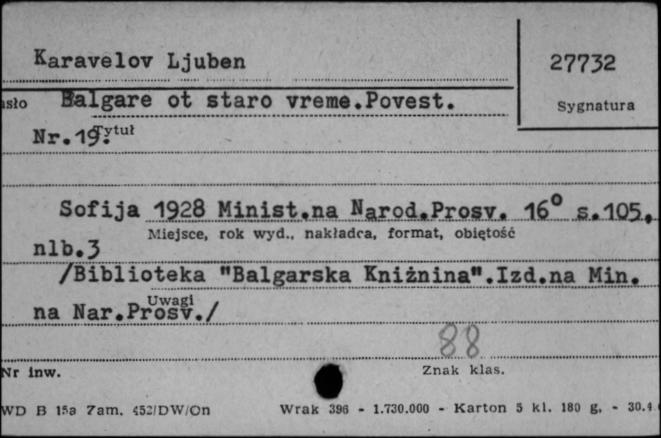 Karavelov Ljuben
27732
asło Balgare ot staro vreme.Povest.
Sygnatura
Nr.19.
Tytuł
Sofija 1928 Minist.na Narod.Prosv. 16° s.105,
Miejsce, rok wyd., nakładca, format, objętość
nlb.3
/Biblioteka "Balgarska Kniżnina".Izd.na Min.
Uwagi
na Nar.Prosv./
88
Nr inw.
Znak klas.
WD B 15a Zam. 452/DW/On Wrak 396 - 1.730.000 - Karton 5 kl. 180 g. - 30.4